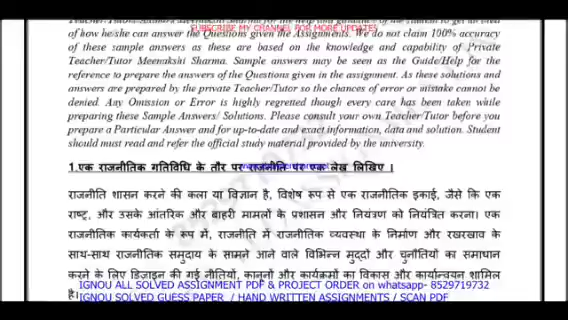 of how he/she can answer the Questions given the Assignments. We do not claim 100% accuracy
SUBSCRIBE MY CHANNEL FOR MORE UPDATES
of these sample answers as these are based on the knowledge and capability of Private
Teacher/Tutor Meenakshi Sharma. Sample answers may be seen as the Guide/Help for the
reference to prepare the answers of the Questions given in the assignment. As these solutions and
answers are prepared by the private Teacher/Tutor so the chances of error or mistake cannot be
denied. Any Omission or Error is highly regretted though every care has been taken while
preparing these Sample Answers/ Solutions. Please consult your own Teacher/Tutor before you
prepare a Particular Answer and for up-to-date and exact information, data and solution. Student
should must read and refer the official study material provided by the university.
1.एक राजनीतिक गतिविधि के तौर पर राजनीति पर एक लेख लिखिए ।
राजनीति शासन करने की कला या विज्ञान है, विशेष रूप से एक राजनीतिक इकाई, जैसे कि एक
राष्ट्र, और उसके आंतरिक और बाहरी मामलों के प्रशासन और नियंत्रण को नियंत्रित करना। एक
राजनीतिक कार्यकर्ता के रूप में, राजनीति में राजनीतिक व्यवस्था के निर्माण और रखरखाव के
साथ-साथ राजनीतिक समुदाय के सामने आने वाले विभिन्न मुद्दों और चुनौतियों का समाधान
करने के लिए डिज़ाइन की गई नीतियों, कानूनों और कार्यक्रमों का विकास और कार्यान्वयन शामिल
है।
IGNOU ALL SOLVED ASSIGNMENT PDF & PROJECT ORDER on whatsapp- 8529719732
IGNOU SOLVED GUESS PAPER / HAND WRITTEN ASSIGNMENTS / SCAN PDF